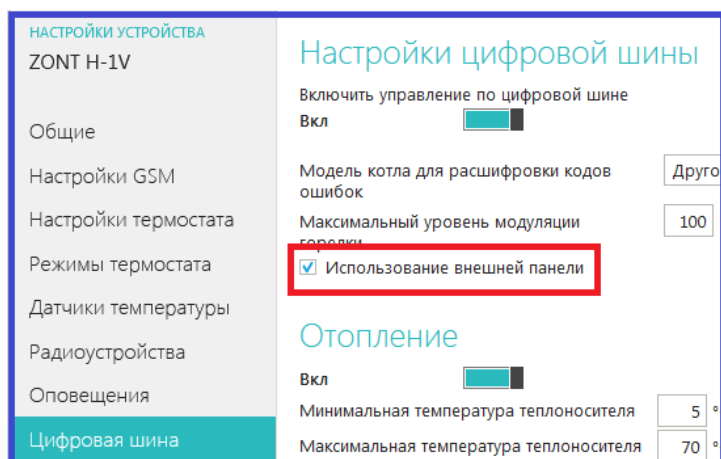 НАСТРОЙКИ УСТРОЙСТВА
ZONT H-1V
Общие
Настройки GSM
Настройки термостата
Режимы термостата
Датчики температуры
Радиоустройства
Оповещения
Цифровая шина
Настройки цифровой шины
Включить управление по цифровой шине
Вкл
Модель котла для расшифровки кодов Друго
ошибок
Максимальный уровень модуляции 100
горелки
Использование внешней панели
Отопление
Вкл
Минимальная температура теплоносителя 5 °
Максимальная температура теплоносителя 70 °